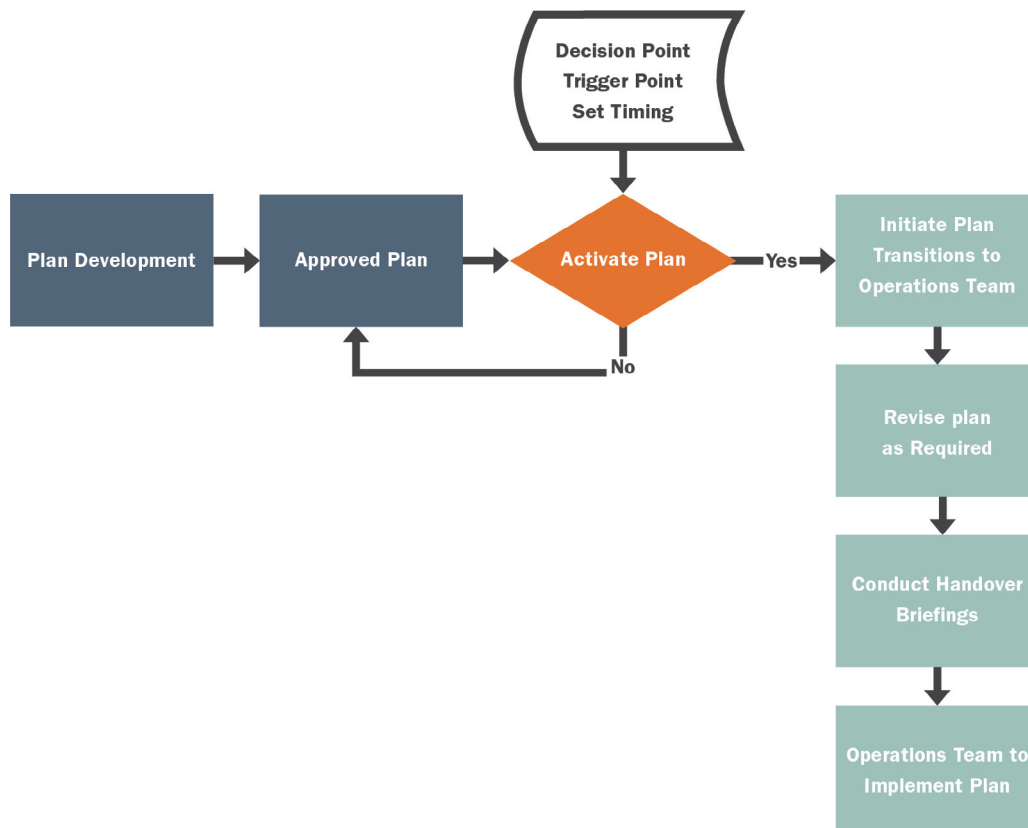 Decision Point
Trigger Point
Set Timing
Plan Development
Approved Plan
Activate Plan
Yes
Initiate Plan
Transitions to
Operations Team
No
Revise plan
as Required
Conduct Handover
Briefings
Operations Team to
Implement Plan